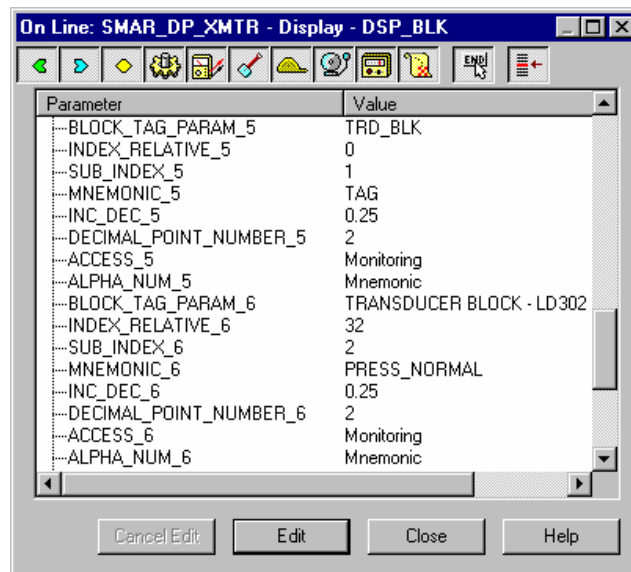 On Line: SMAR_DP_XMTR - Display - DSP_BLK
END
Parameter Value
BLOCK_TAG_PARAM_5 TRD_BLK
INDEX_RELATIVE_5 0
SUB_INDEX_5 1
MNEMONIC_5 TAG
INC_DEC_5 0.25
DECIMAL_POINT_NUMBER_5 2
ACCESS_5 Monitoring
ALPHA_NUM_5 Mnemonic
BLOCK_TAG_PARAM_6 TRANSDUCER BLOCK - LD302
INDEX_RELATIVE_6 32
SUB_INDEX_6 2
MNEMONIC_6 PRESS_NORMAL
INC_DEC_6 0.25
DECIMAL_POINT_NUMBER_6 2
ACCESS_6 Monitoring
ALPHA_NUM_6 Mnemonic
Cancel Edit Edit Close Help